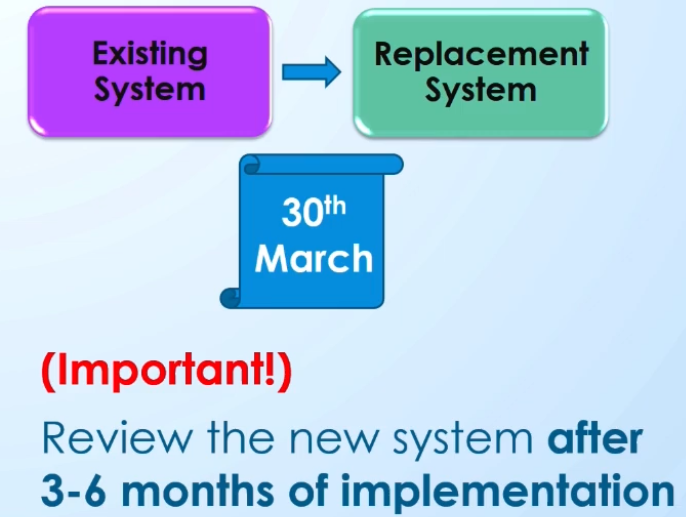 Existing
System
Replacement
System
30th
March
(Important!)
Review the new system after
3-6 months of implementation